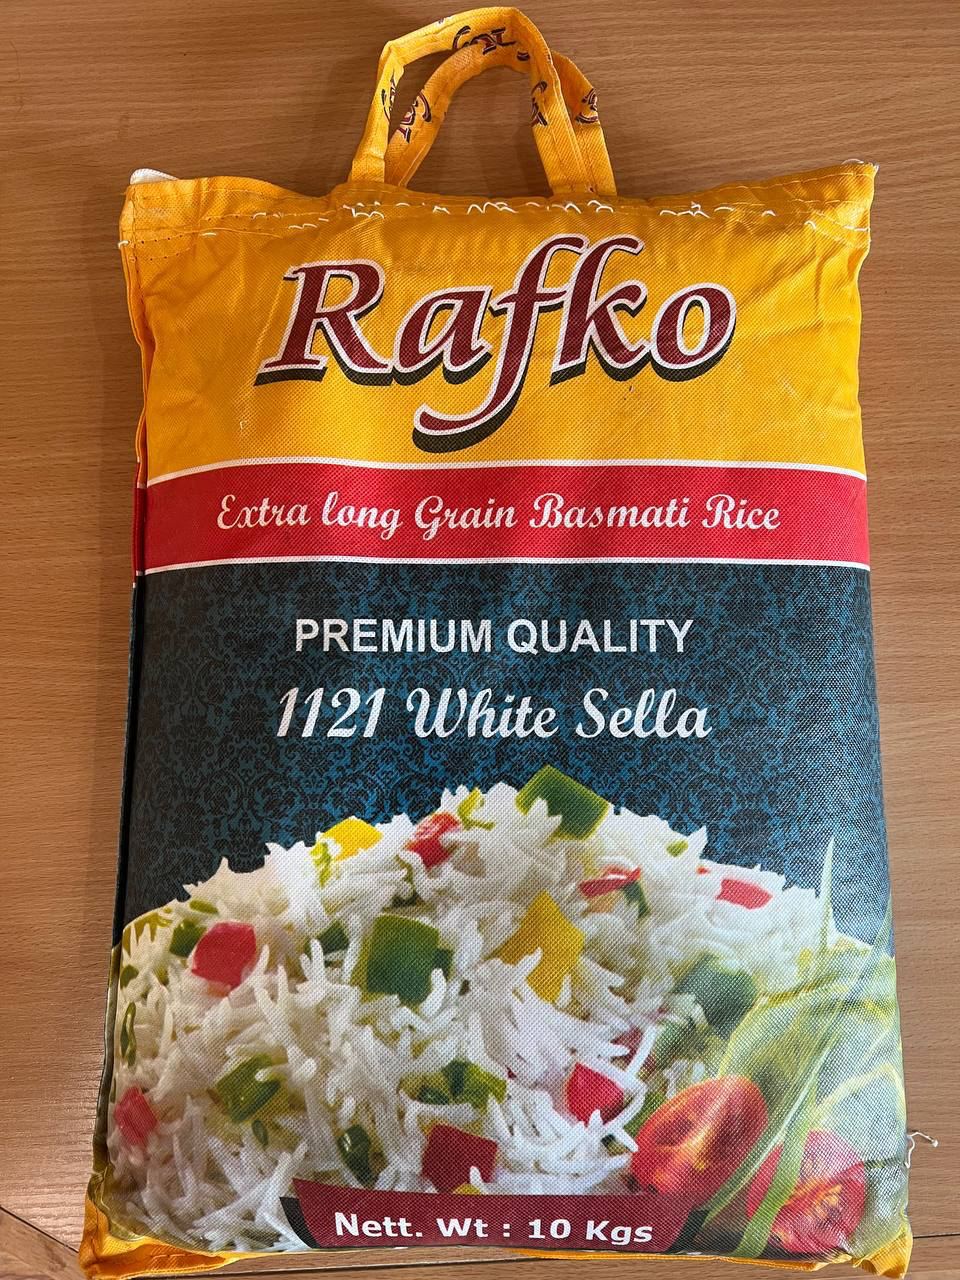 Rafko
Extra long Grain Basmati Rice
PREMIUM QUALITY
1121 White Sella
Nett. Wt : 10 Kgs